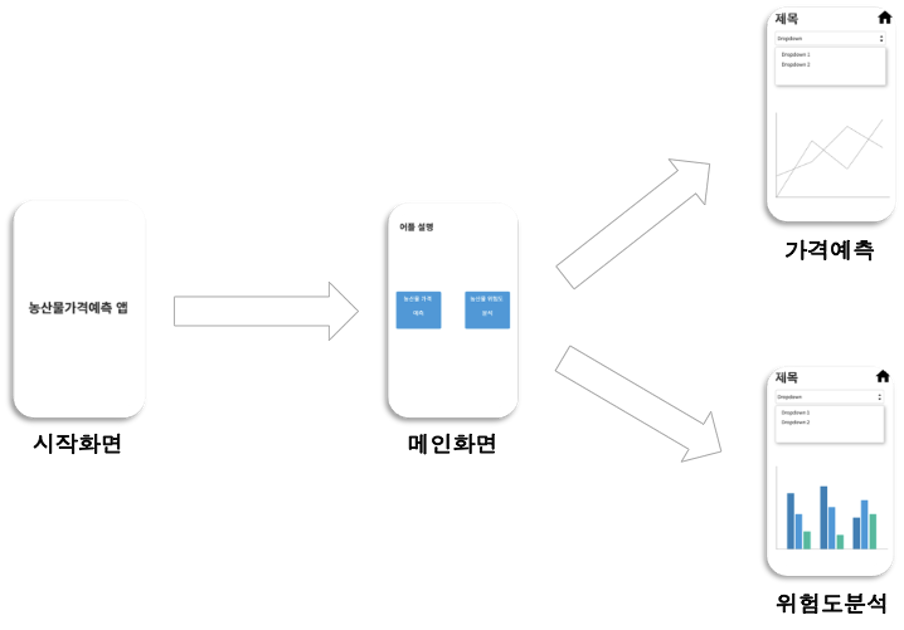 농산물가격예측 앱
시작화면
어플 설명
농산물 가격
예측
농산물 위험도
분석
메인화면
제목
Dropdown
Dropdown 1
Dropdown 2
가격예측
제목
Dropdown
Dropdown 1
Dropdown 2
위험도분석